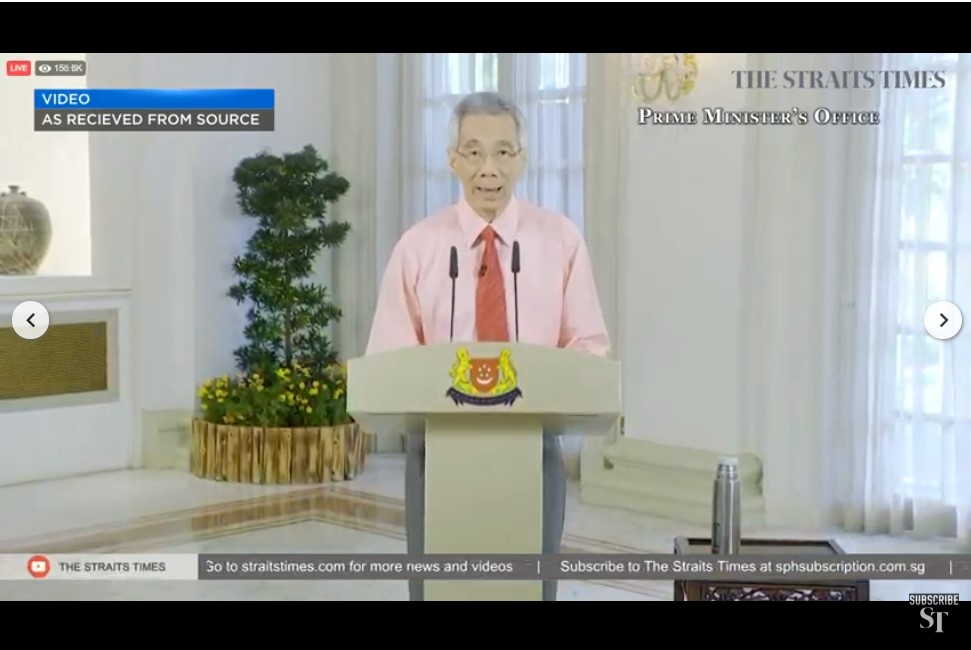 LIVE
155.6K
VIDEO
AS RECIEVED FROM SOURCE
THE STRAITS TIMES
PRIME MINISTER'S OFFICE
THE STRAITS TIMES
Go to straitstimes.com for more news and videos | Subscribe to The Straits Times at sphsubscription.com.sg |
SUBSCRIBE
ST